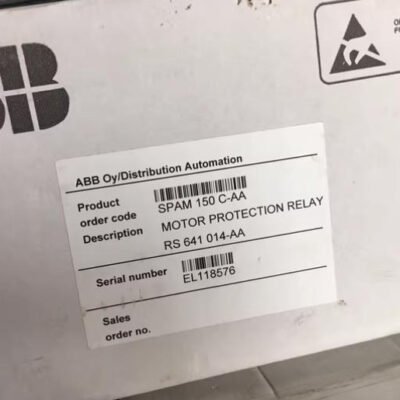 ABB
ABB Oy/Distribution Automation
Product
order code
SPAM 150 C-AA
Description
MOTOR PROTECTION RELAY
RS 641 014-AA
Serial number
EL118576
Sales
order no.